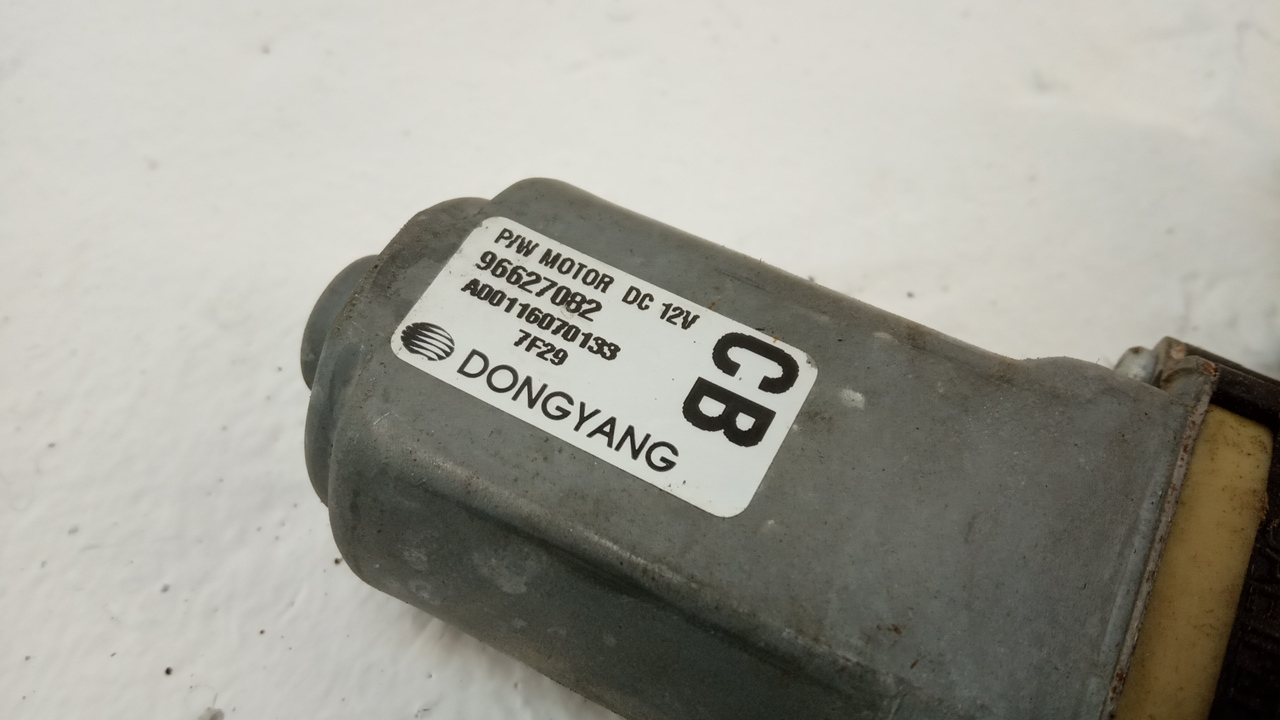 P/W MOTOR DC 12V
96627082
A00116070133
7F29
DONGYANG
CB